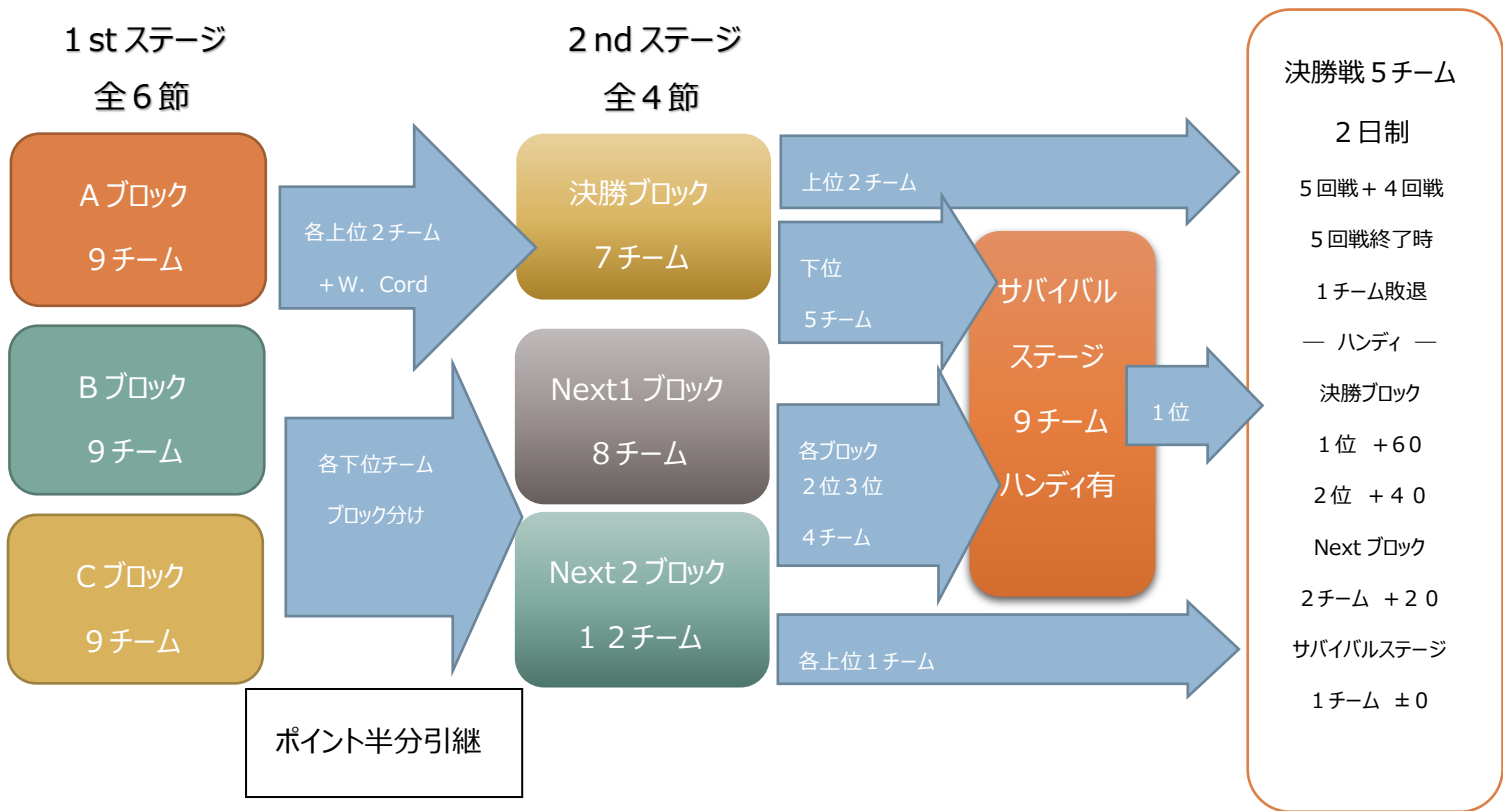 １st ステージ
全６節
A ブロック
９チーム
B ブロック
９チーム
C ブロック
９チーム
各上位２チーム
＋W．Cord
各下位チーム
ブロック分け
ポイント半分引継
２nd ステージ
全４節
決勝ブロック
７チーム
Next1 ブロック
８チーム
Next２ブロック
１２チーム
上位２チーム
下位
５チーム
各ブロック
２位３位
４チーム
各上位１チーム
サバイバル
ステージ
９チーム
ハンディ有
１位
決勝戦５チーム
２日制
５回戦＋４回戦
５回戦終了時
１チーム敗退
― ハンディ ―
決勝ブロック
１位 ＋６０
２位 ＋４０
Next ブロック
２チーム ＋２０
サバイバルステージ
１チーム ±０